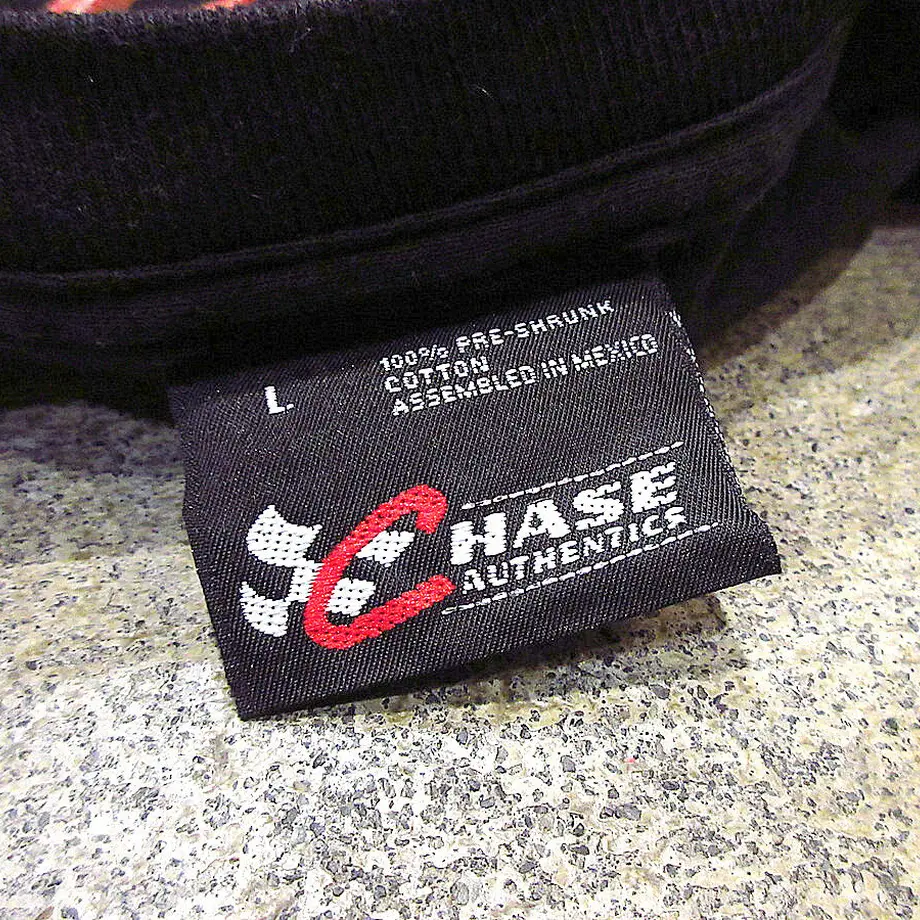 L
100% PRE-SHRUNK
COTTON
ASSEMBLED IN MEXICO
CHASE
AUTHENTICS